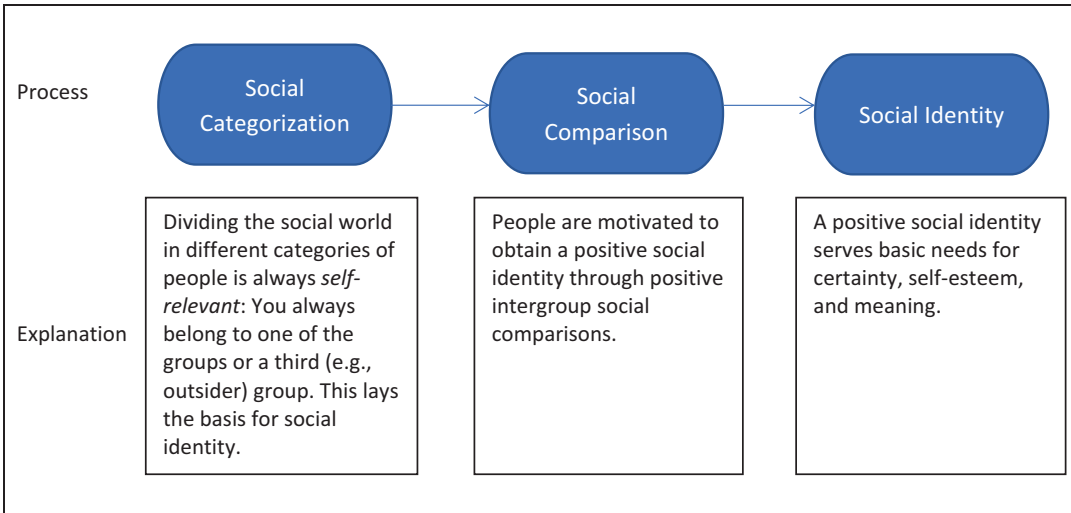 Process
Social
Categorization
Social
Comparison
Social Identity
Explanation
Dividing the social world
in different categories of
people is always self-
relevant: You always
belong to one of the
groups or a third (e.g.,
outsider) group. This lays
the basis for social
identity.
People are motivated to
obtain a positive social
identity through positive
intergroup social
comparisons.
A positive social identity
serves basic needs for
certainty, self-esteem,
and meaning.